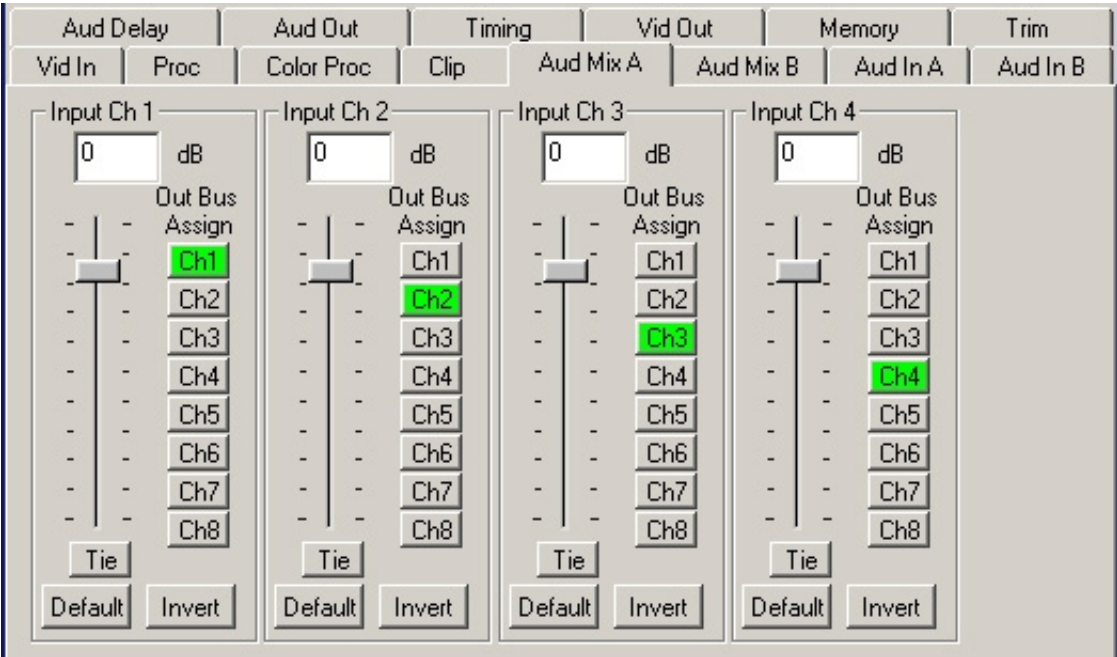 Aud Delay Aud Out Timing Vid Out Memory Trim
Vid In Proc Color Proc Clip Aud Mix A Aud Mix B Aud In A Aud In B
Input Ch 1 Input Ch 2 Input Ch 3 Input Ch 4
0 dB 0 dB 0 dB 0 dB
Out Bus Out Bus Out Bus Out Bus
Assign Assign Assign Assign
Ch1 Ch1 Ch1 Ch1
Ch2 Ch2 Ch2 Ch2
Ch3 Ch3 Ch3 Ch3
Ch4 Ch4 Ch4 Ch4
Ch5 Ch5 Ch5 Ch5
Ch6 Ch6 Ch6 Ch6
Ch7 Ch7 Ch7 Ch7
Ch8 Ch8 Ch8 Ch8
Tie Tie Tie Tie
Default Invert Default Invert Default Invert Default Invert